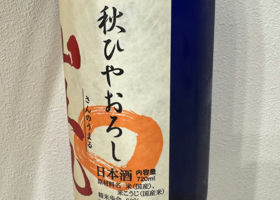 秋ひやおろし
さんのうまる
日本酒 内容量
720ml
原材料名 米(国産)、
米こうじ(国産米)